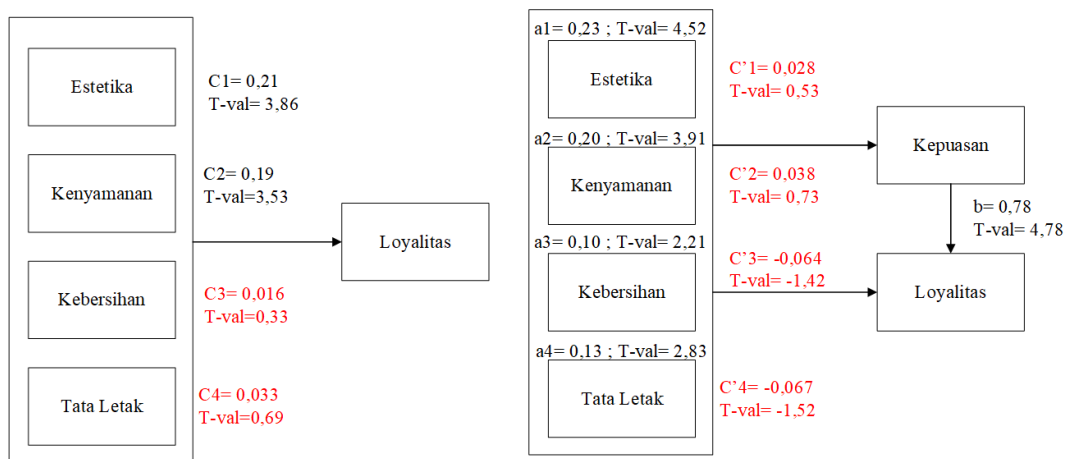 Estetika
C1= 0,21
T-val= 3,86
Kenyamanan
C2= 0,19
T-val=3,53
Loyalitas
Kebersihan
C3= 0,016
T-val=0,33
Tata Letak
C4= 0,033
T-val=0,69
a1= 0,23 ; T-val= 4,52
Estetika
C’1= 0,028
T-val= 0,53
a2= 0,20 ; T-val= 3,91
Kenyamanan
C’2= 0,038
T-val= 0,73
Kepuasan
b= 0,78
T-val= 4,78
a3= 0,10 ; T-val= 2,21
Kebersihan
C’3= -0,064
T-val= -1,42
Loyalitas
a4= 0,13 ; T-val= 2,83
Tata Letak
C’4= -0,067
T-val= -1,52